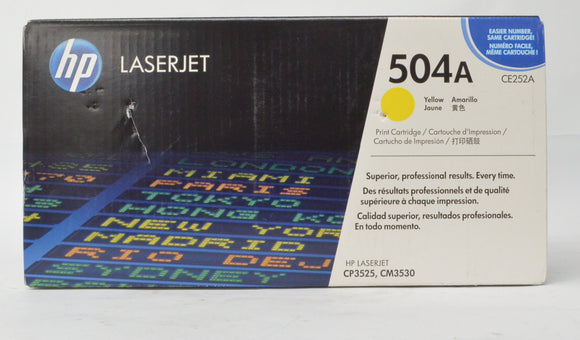 hp
LASERJET
EASIER NUMBER,
SAME CARTRIDGE!
NUMÉRO FACILE,
MÊME CARTOUCHE!
504A
CE252A
Yellow Amarillo
Jaune 黄色
Print Cartridge / Cartouche d'Impression /
Cartucho de Impresión / 打印硒鼓
Superior, professional results. Every time.
Des résultats professionnels et de qualité
supérieure à chaque impression.
Calidad superior, resultados profesionales.
En todo momento.
HP LASERJET
CP3525, CM3530
LONDON
MIAMI
PARIS
TOKYO
HONG KONG
NEW YORK
MADRID
RIO DE
SYDNEY